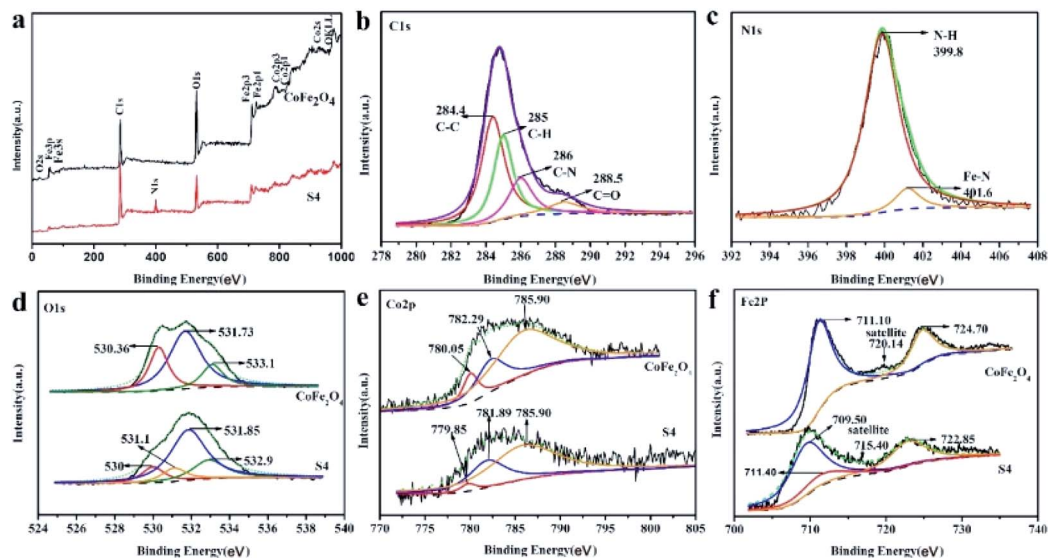 a
Intensity(a.u.)
O2s
Fe3p
Fe3s
C1s
N1s
O1s
Fe2p3
Fe2p1
Co2p3
Co2p1
Co2s
OKLL
CoFe2O4
S4
0 200 400 600 800 1000
Binding Energy(eV)
b
C1s
Intensity(a.u.)
284.4
C-C
285
C-H
286
C-N
288.5
C=O
278 280 282 284 286 288 290 292 294 296
Binding Energy(eV)
c
N1s
Intensity(a.u.)
N-H
399.8
Fe-N
401.6
392 394 396 398 400 402 404 406 408
Binding Energy(eV)
d
O1s
Intensity(a.u.)
530.36
531.73
533.1
CoFe2O4
531.1
530
531.85
532.9
S4
524 526 528 530 532 534 536 538 540
Binding Energy(eV)
e
Co2p
Intensity(a.u.)
785.90
782.29
780.05
CoFe2O4
779.85
781.89
785.90
S4
770 775 780 785 790 795 800 805
Binding Energy(eV)
f
Fe2P
Intensity(a.u.)
711.10
satellite
720.14
724.70
CoFe2O4
709.50
satellite
715.40
722.85
711.40
S4
700 710 720 730 740
Binding Energy(eV)